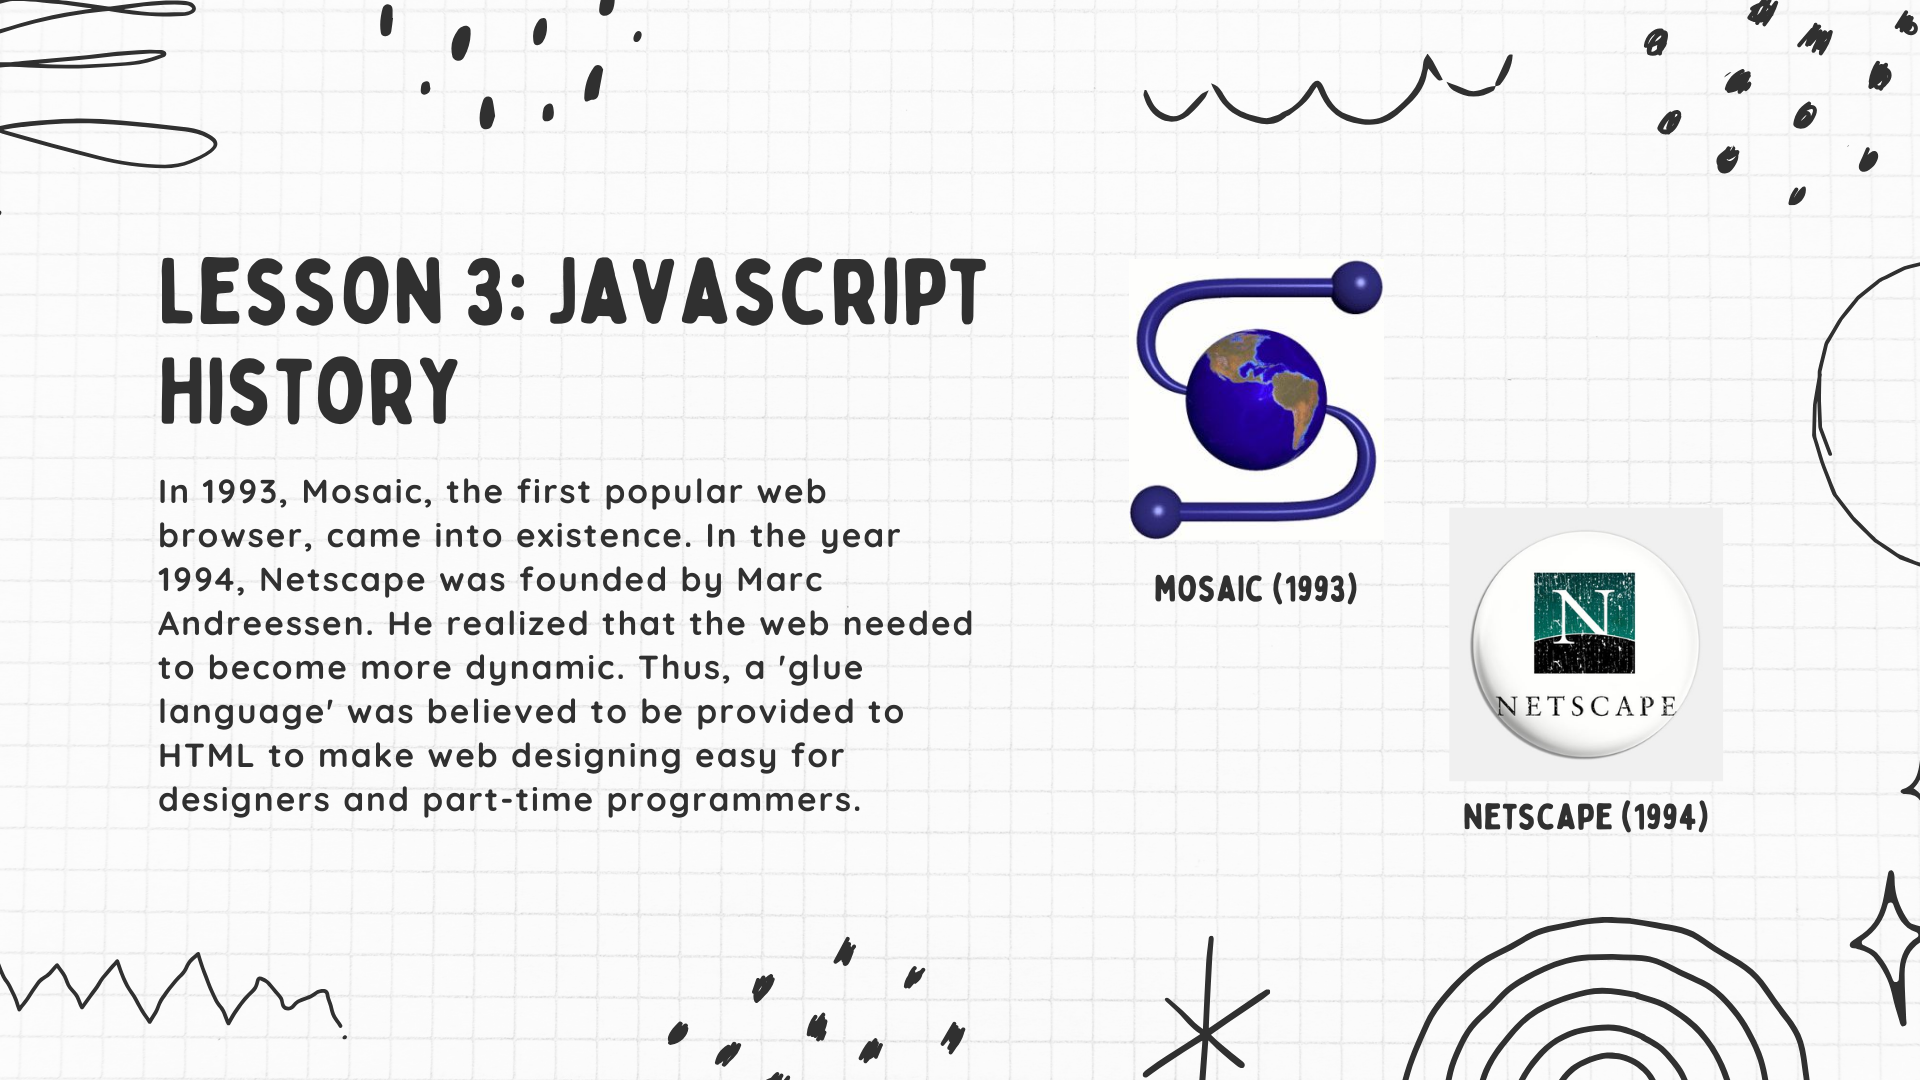 LESSON 3: JAVASCRIPT
HISTORY
In 1993, Mosaic, the first popular web
browser, came into existence. In the year
1994, Netscape was founded by Marc
Andreessen. He realized that the web needed
to become more dynamic. Thus, a 'glue
language' was believed to be provided to
HTML to make web designing easy for
designers and part-time programmers.
MOSAIC (1993)
N
NETSCAPE
NETSCAPE (1994)